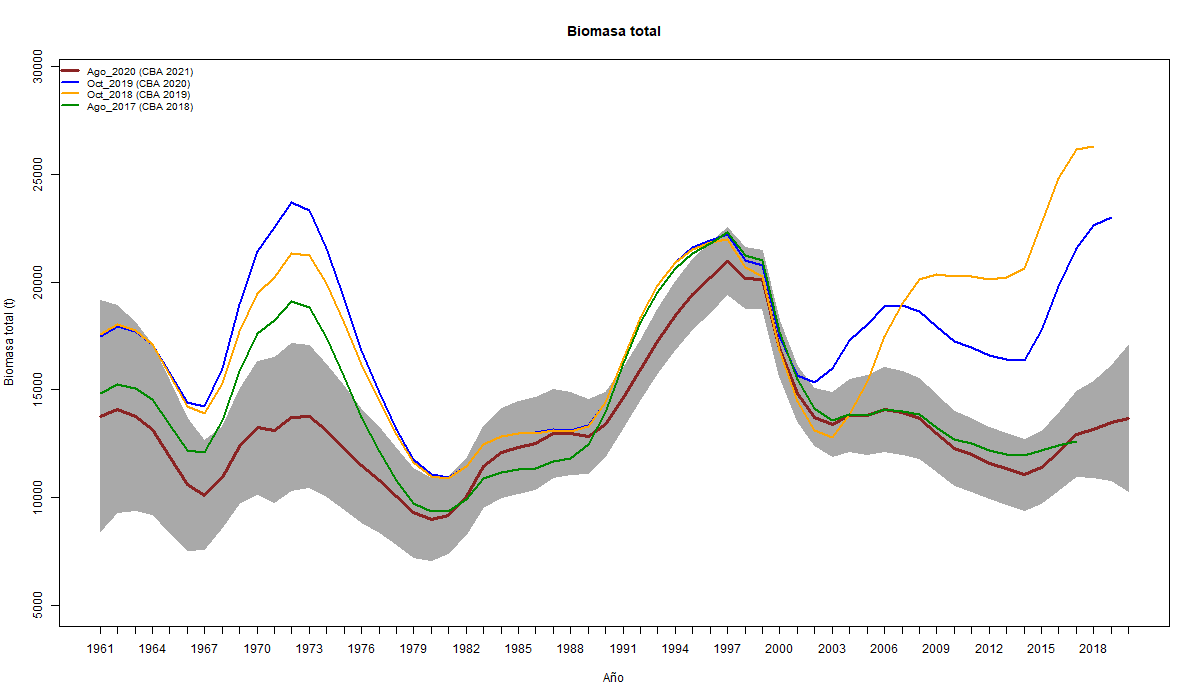 Biomasa total
Ago_2020 (CBA 2021)
Oct_2019 (CBA 2020)
Oct_2018 (CBA 2019)
Ago_2017 (CBA 2018)
30000
25000
20000
15000
10000
5000
Biomasa total (t)
1961 1964 1967 1970 1973 1976 1979 1982 1985 1988 1991 1994 1997 2000 2003 2006 2009 2012 2015 2018
Año